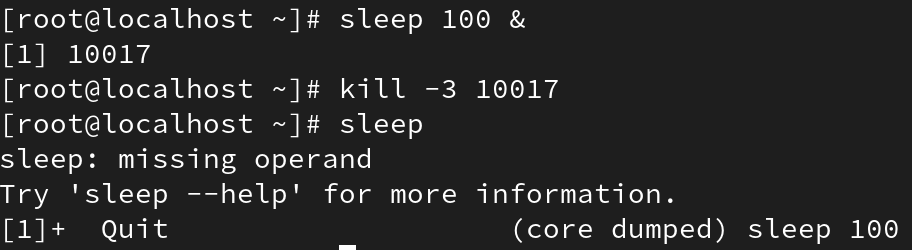 [root@localhost ~]# sleep 100 &
[1] 10017
[root@localhost ~]# kill -3 10017
[root@localhost ~]# sleep
sleep: missing operand
Try 'sleep --help' for more information.
[1]+  Quit                    (core dumped) sleep 100